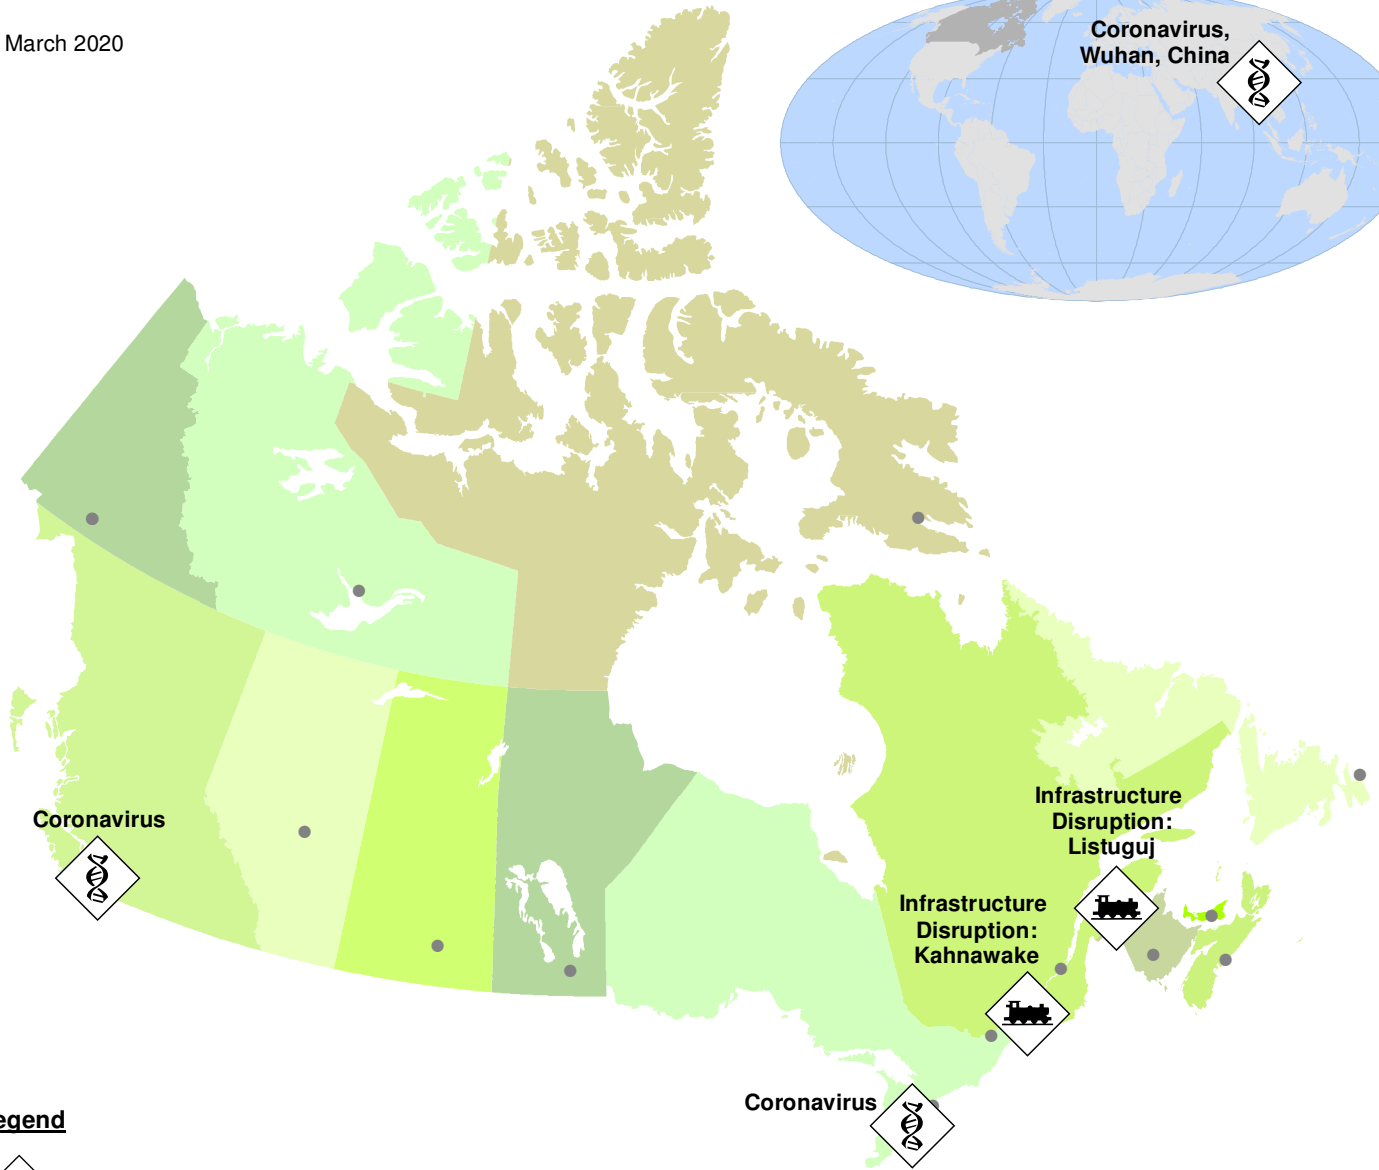 March 2020
Coronavirus,
Wuhan, China
Coronavirus
Infrastructure
Disruption:
Listuguj
Infrastructure
Disruption:
Kahnawake
Coronavirus
egend